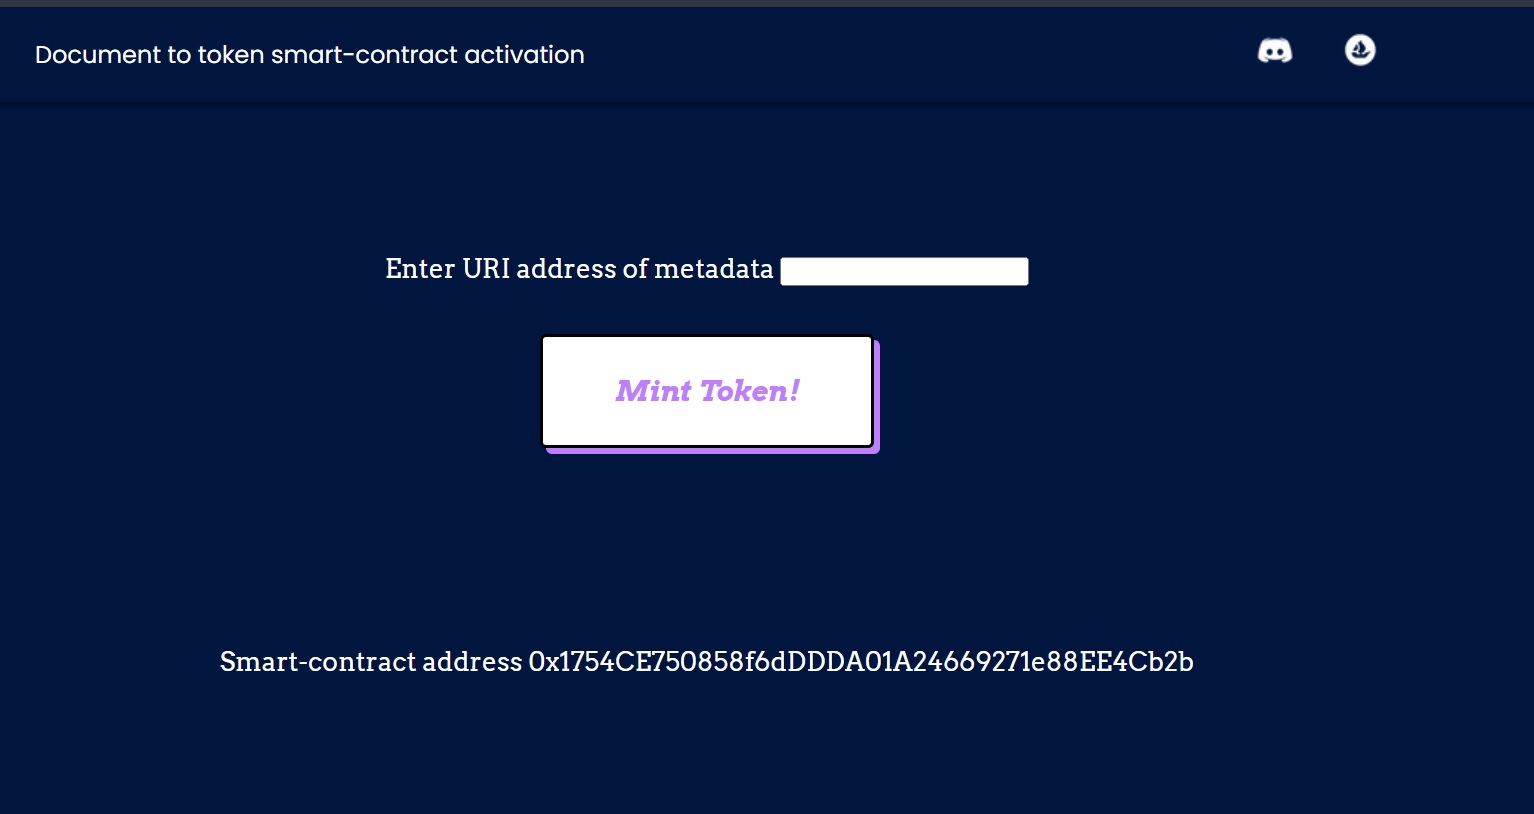 Document to token smart-contract activation
Enter URI address of metadata
Mint Token!
Smart-contract address 0x1754CE750858f6dDDDA01A24669271e88EE4Cb2b